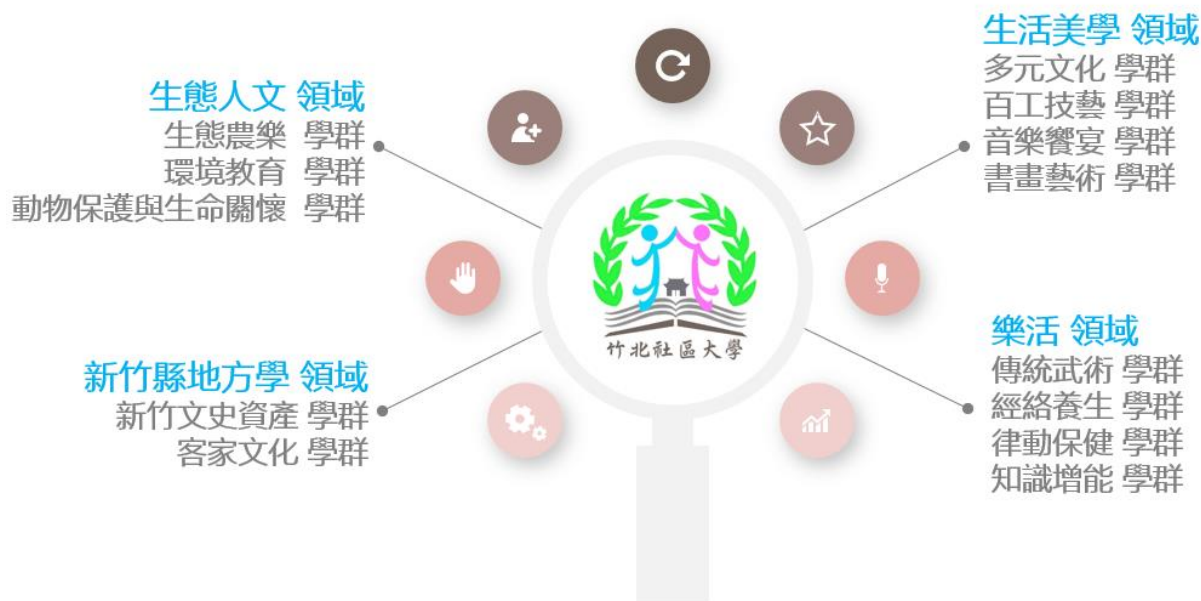 生態人文 領域
生態農樂 學群
環境教育 學群
動物保護與生命關懷 學群
新竹縣地方學 領域
新竹文史資產 學群
客家文化 學群
竹北社區大學
生活美學 領域
多元文化 學群
百工技藝 學群
音樂饗宴 學群
書畫藝術 學群
樂活 領域
傳統武術 學群
經絡養生 學群
律動保健 學群
知識增能 學群